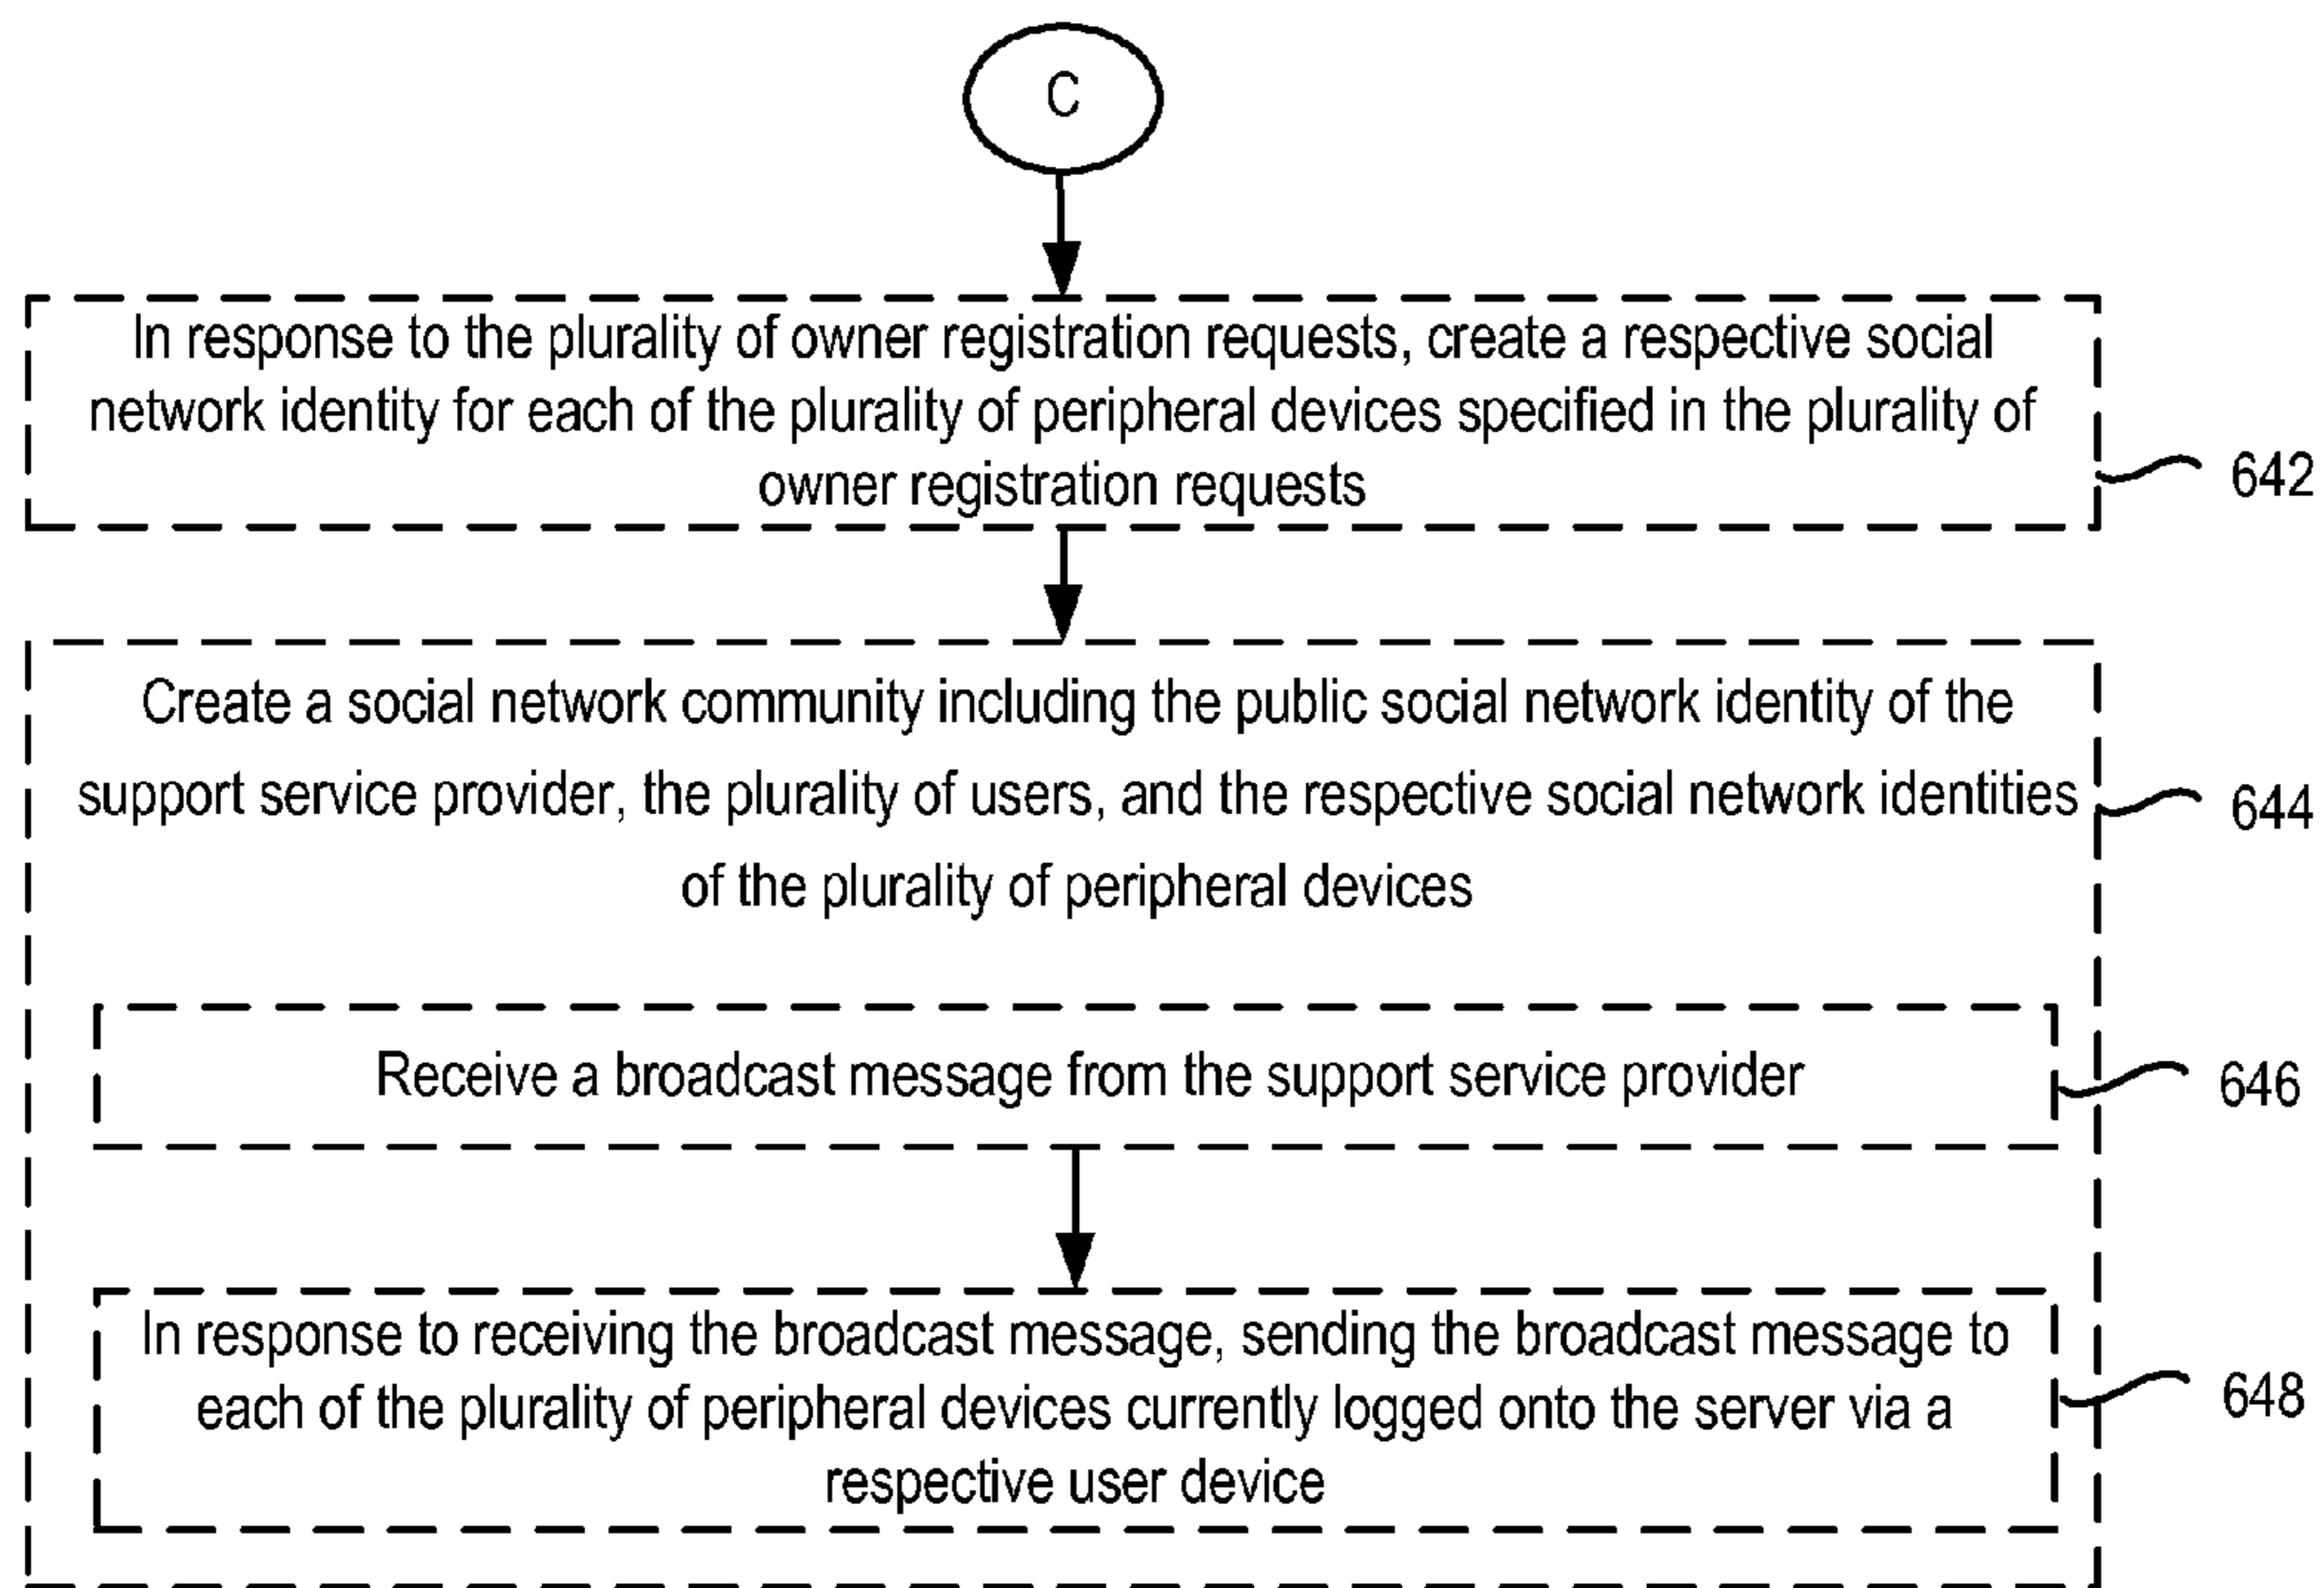 C
In response to the plurality of owner registration requests, create a respective social
network identity for each of the plurality of peripheral devices specified in the plurality of
owner registration requests
642
Create a social network community including the public social network identity of the
support service provider, the plurality of users, and the respective social network identities
of the plurality of peripheral devices
644
Receive a broadcast message from the support service provider
646
In response to receiving the broadcast message, sending the broadcast message to
each of the plurality of peripheral devices currently logged onto the server via a
respective user device
648